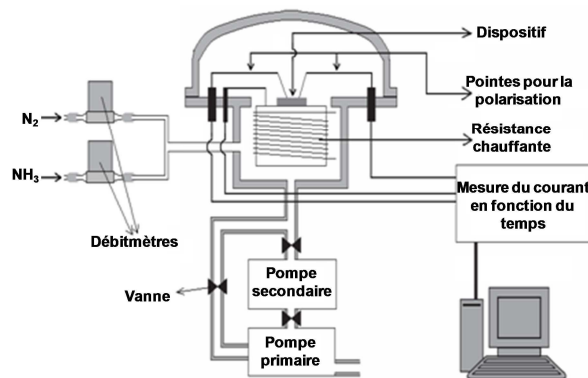 Dispositif
Pointes pour la
polarisation
Résistance
chauffante
N2
NH3
Débitmètres
Mesure du courant
en fonction du
temps
Vanne
Pompe
secondaire
Pompe
primaire